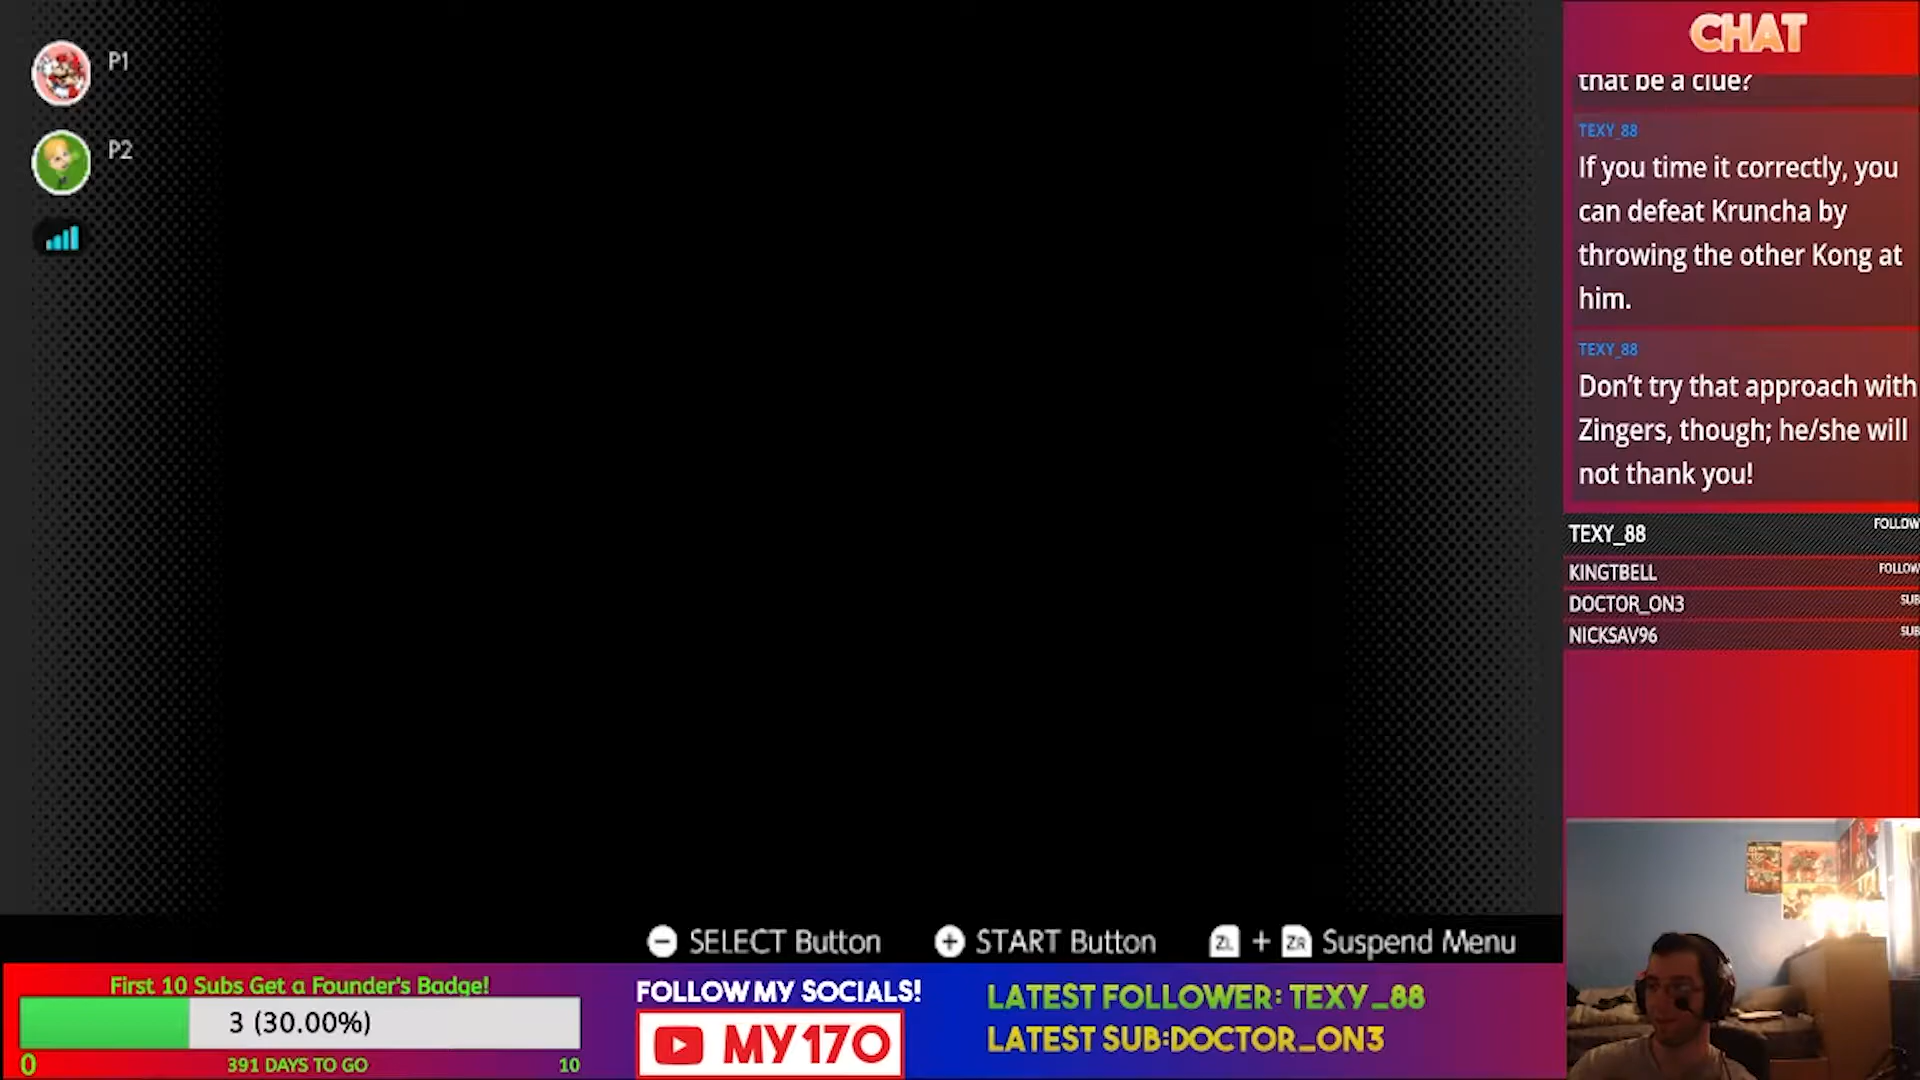 P1
P2
CHAT
that be a clue?
TEXY_88
If you time it correctly, you
can defeat Kruncha by
throwing the other Kong at
him.
TEXY_88
Don't try that approach with
Zingers, though; he/she will
not thank you!
TEXY_88 FOLLOW
KINGTBELL FOLLOW
DOCTOR_ON3 SUB
NICKSAV96 SUB
SELECT Button START Button ZL + ZR Suspend Menu
First 10 Subs Get a Founder's Badge!
3 (30.00%)
0 391 DAYS TO GO 10
FOLLOW MY SOCIALS!
MY170
LATEST FOLLOWER: TEXY_88
LATEST SUB:DOCTOR_ON3